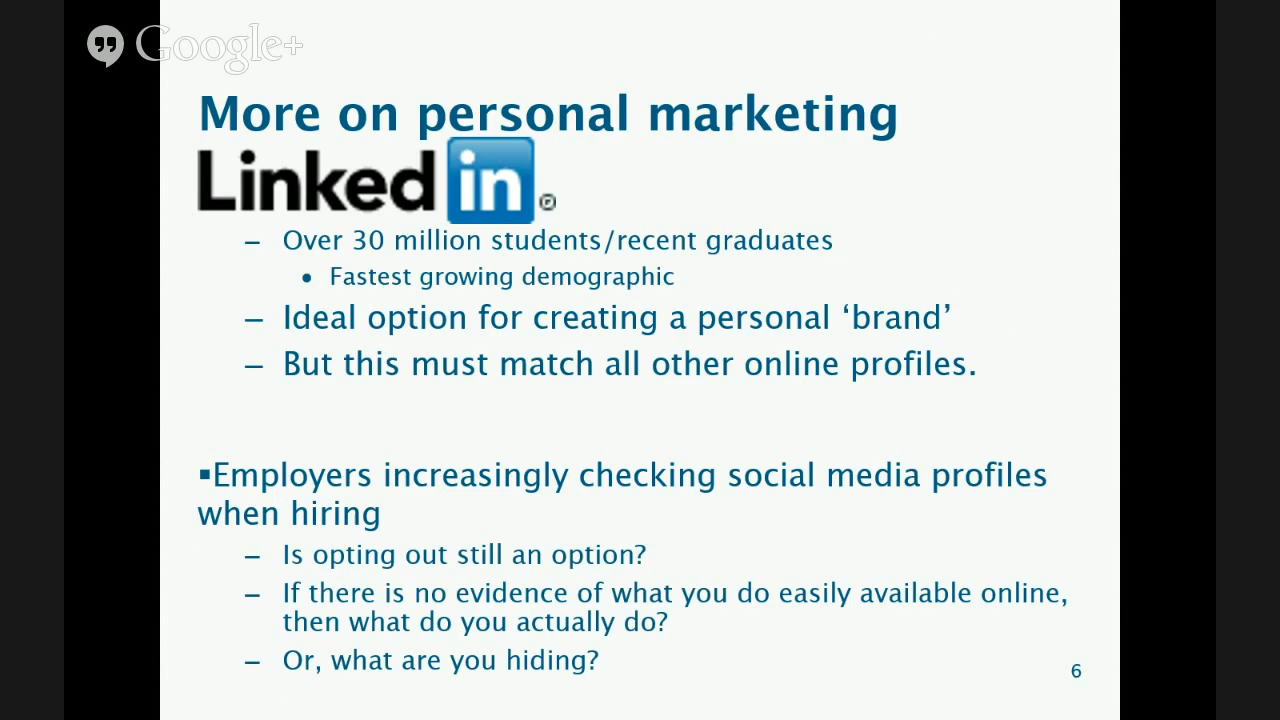 Google+
More on personal marketing
Linked in ®
– Over 30 million students/recent graduates
• Fastest growing demographic
– Ideal option for creating a personal ‘brand’
– But this must match all other online profiles.
▪Employers increasingly checking social media profiles
when hiring
– Is opting out still an option?
– If there is no evidence of what you do easily available online,
then what do you actually do?
– Or, what are you hiding?
6